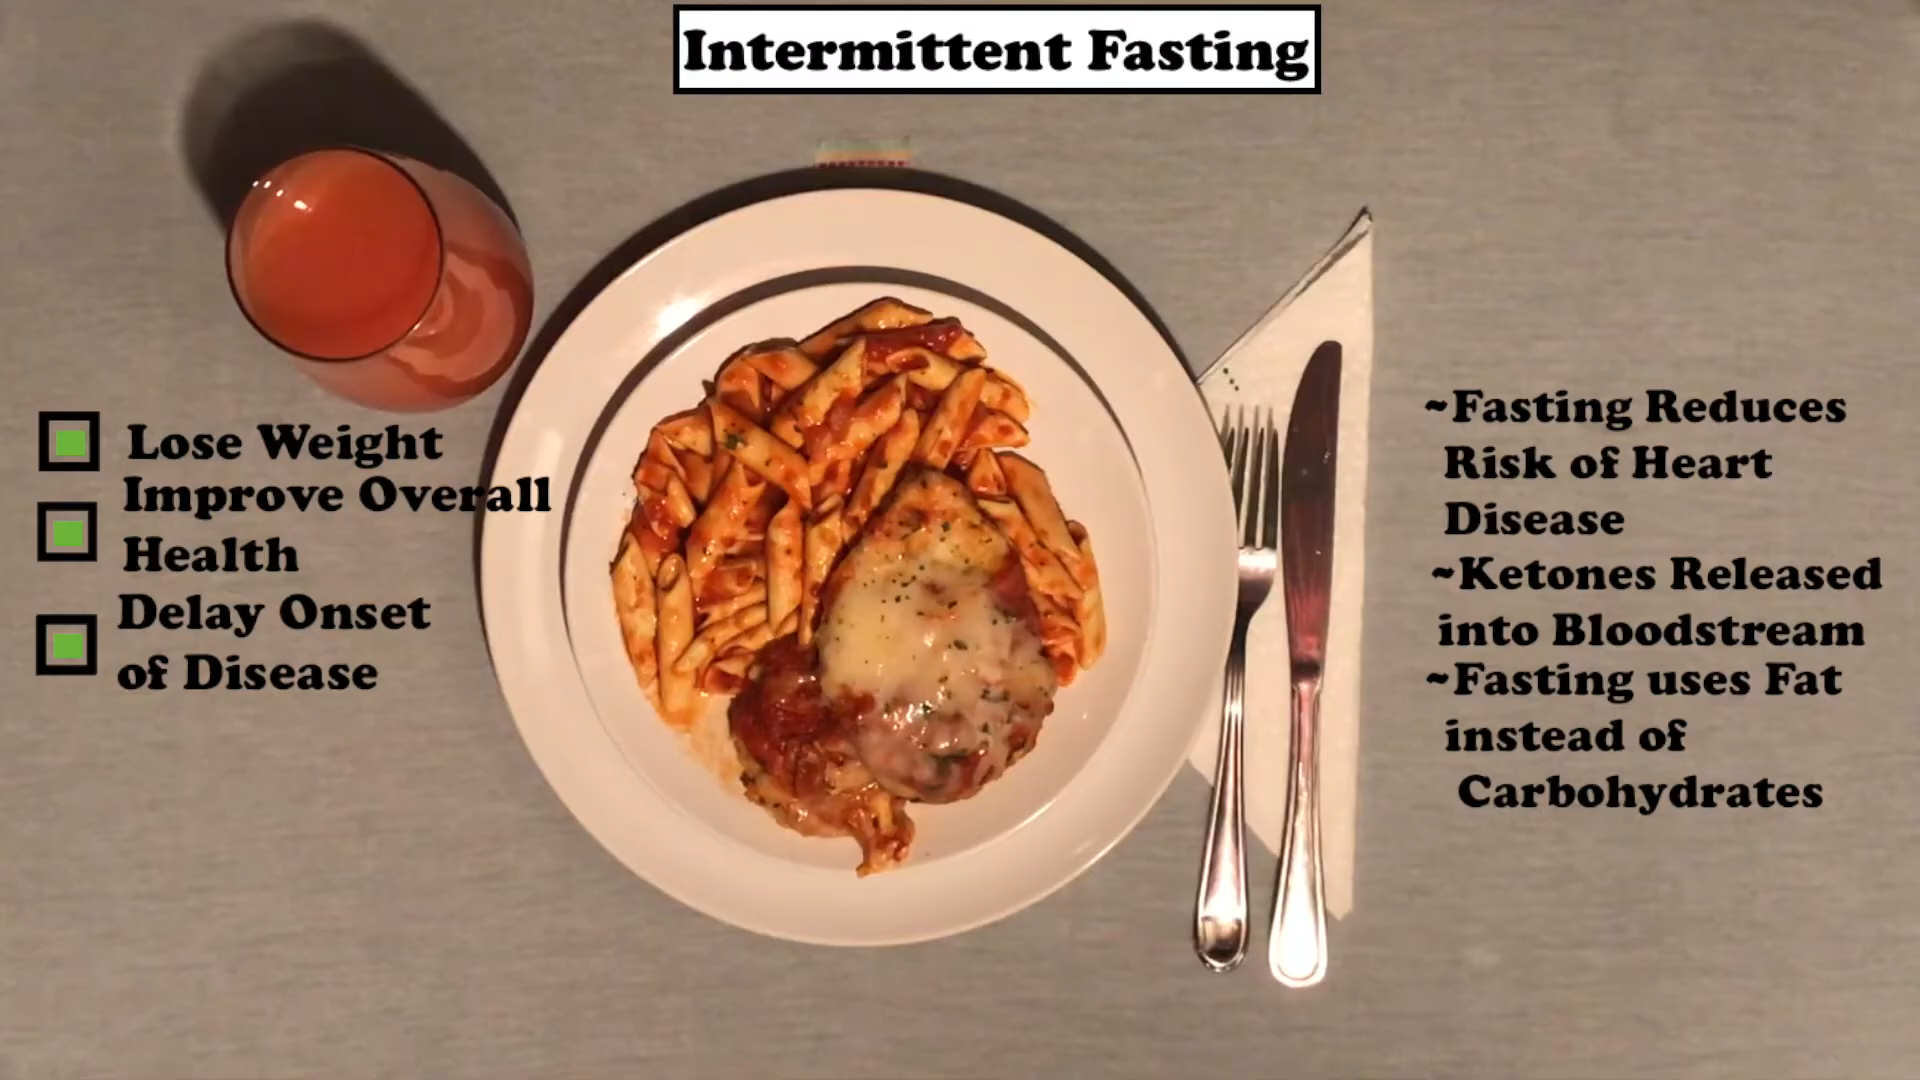 Intermittent Fasting
Lose Weight
Improve Overall
Health
Delay Onset
of Disease
~Fasting Reduces
Risk of Heart
Disease
~Ketones Released
into Bloodstream
~Fasting uses Fat
instead of
Carbohydrates